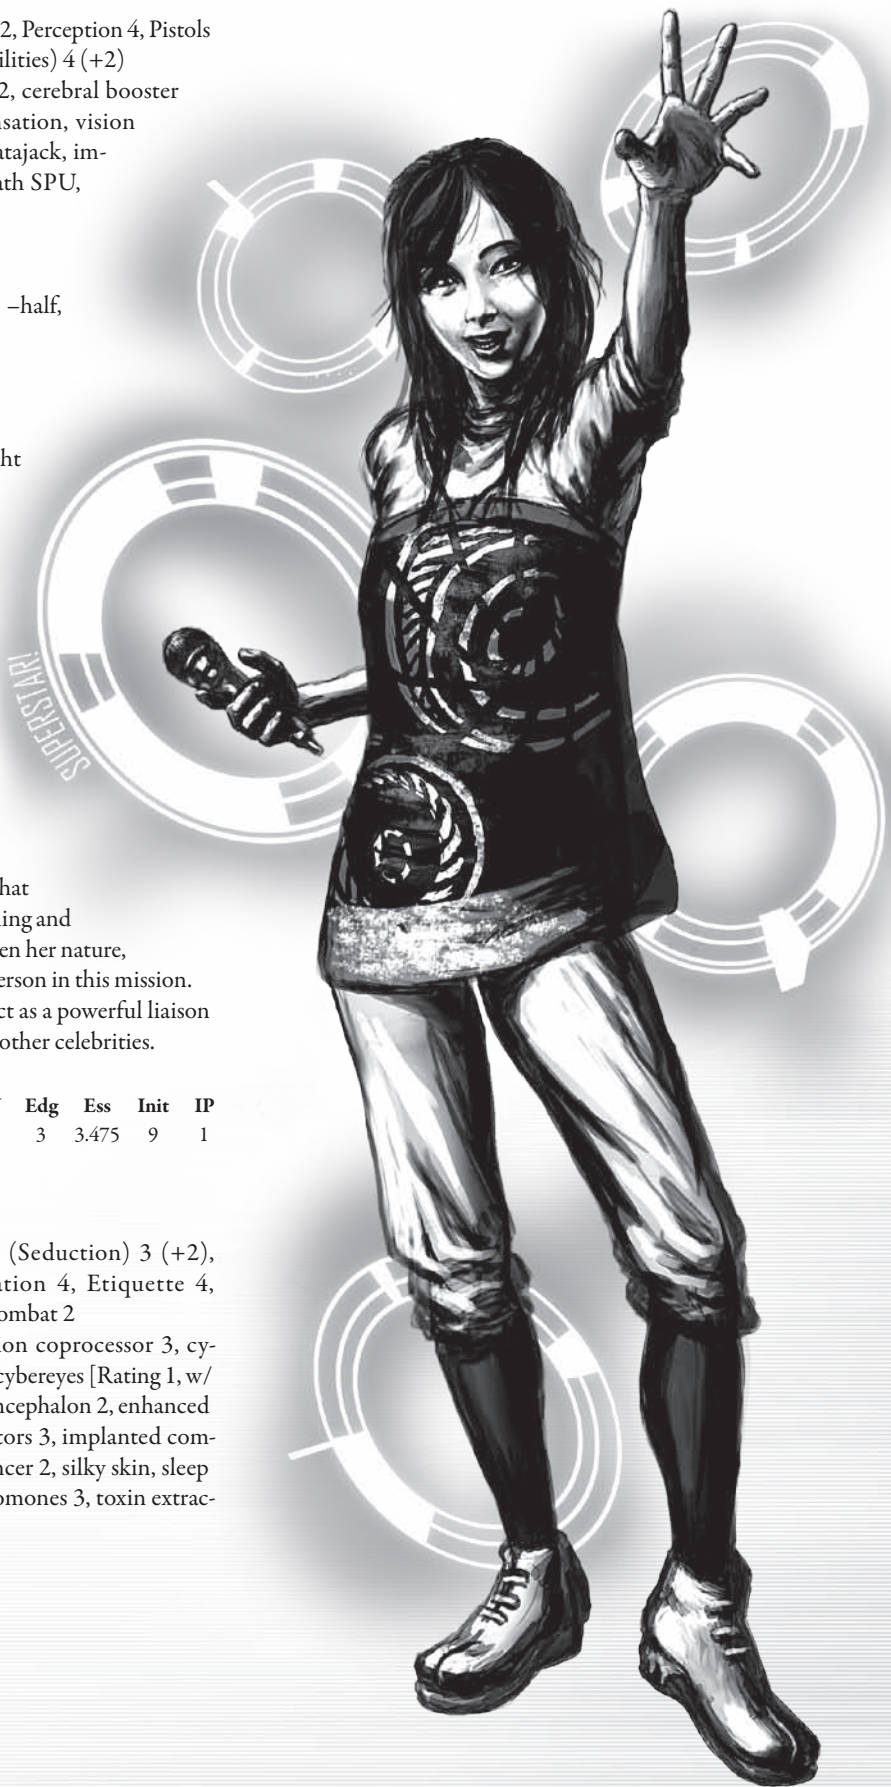 2, Perception 4, Pistols
ilities) 4 (+2)
2, cerebral booster
nsation, vision
atajack, im-
ath SPU,
–half,
ht
SUPERSTAR!
hat
ing and
en her nature,
erson in this mission.
ct as a powerful liaison
other celebrities.
Edg Ess Init IP
3 3.475 9 1
(Seduction) 3 (+2),
ation 4, Etiquette 4,
ombat 2
ion coprocessor 3, cy-
cybereyes [Rating 1, w/
ncephalon 2, enhanced
tors 3, implanted com-
ncer 2, silky skin, sleep
omones 3, toxin extrac-